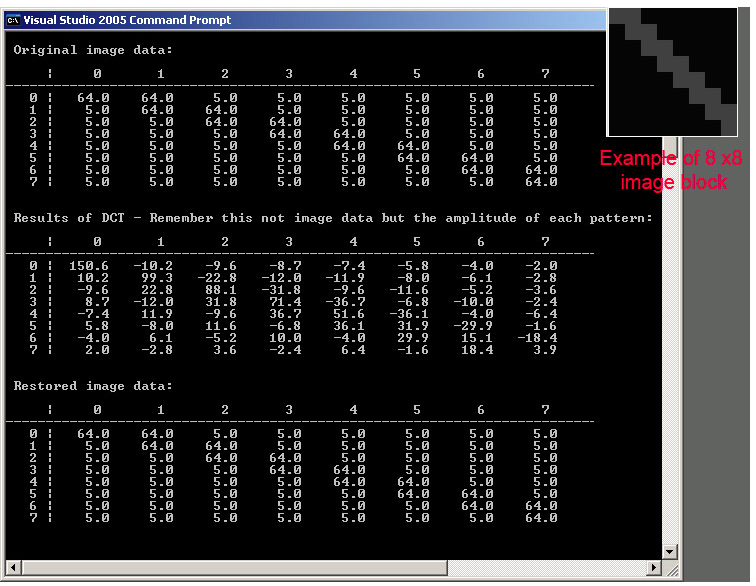 Visual Studio 2005 Command Prompt
Original image data:
¦ 0 1 2 3 4 5 6 7
0 ¦ 64.0 64.0 5.0 5.0 5.0 5.0 5.0 5.0
1 ¦ 5.0 64.0 64.0 5.0 5.0 5.0 5.0 5.0
2 ¦ 5.0 5.0 64.0 64.0 5.0 5.0 5.0 5.0
3 ¦ 5.0 5.0 5.0 64.0 64.0 5.0 5.0 5.0
4 ¦ 5.0 5.0 5.0 5.0 64.0 64.0 5.0 5.0
5 ¦ 5.0 5.0 5.0 5.0 5.0 64.0 64.0 5.0
6 ¦ 5.0 5.0 5.0 5.0 5.0 5.0 64.0 64.0
7 ¦ 5.0 5.0 5.0 5.0 5.0 5.0 5.0 64.0
Example of 8 x8
image block
Results of DCT - Remember this not image data but the amplitude of each pattern:
¦ 0 1 2 3 4 5 6 7
0 ¦ 150.6 -10.2 -9.6 -8.7 -7.4 -5.8 -4.0 -2.0
1 ¦ 10.2 99.3 -22.8 -12.0 -11.9 -8.0 -6.1 -2.8
2 ¦ -9.6 22.8 88.1 -31.8 -9.6 -11.6 -5.2 -3.6
3 ¦ 8.7 -12.0 31.8 71.4 -36.7 -6.8 -10.0 -2.4
4 ¦ -7.4 11.9 -9.6 36.7 51.6 -36.1 -4.0 -6.4
5 ¦ 5.8 -8.0 11.6 -6.8 36.1 31.9 -29.9 -1.6
6 ¦ -4.0 6.1 -5.2 10.0 -4.0 29.9 15.1 -18.4
7 ¦ 2.0 -2.8 3.6 -2.4 6.4 -1.6 18.4 3.9
Restored image data:
¦ 0 1 2 3 4 5 6 7
0 ¦ 64.0 64.0 5.0 5.0 5.0 5.0 5.0 5.0
1 ¦ 5.0 64.0 64.0 5.0 5.0 5.0 5.0 5.0
2 ¦ 5.0 5.0 64.0 64.0 5.0 5.0 5.0 5.0
3 ¦ 5.0 5.0 5.0 64.0 64.0 5.0 5.0 5.0
4 ¦ 5.0 5.0 5.0 5.0 64.0 64.0 5.0 5.0
5 ¦ 5.0 5.0 5.0 5.0 5.0 64.0 64.0 5.0
6 ¦ 5.0 5.0 5.0 5.0 5.0 5.0 64.0 64.0
7 ¦ 5.0 5.0 5.0 5.0 5.0 5.0 5.0 64.0